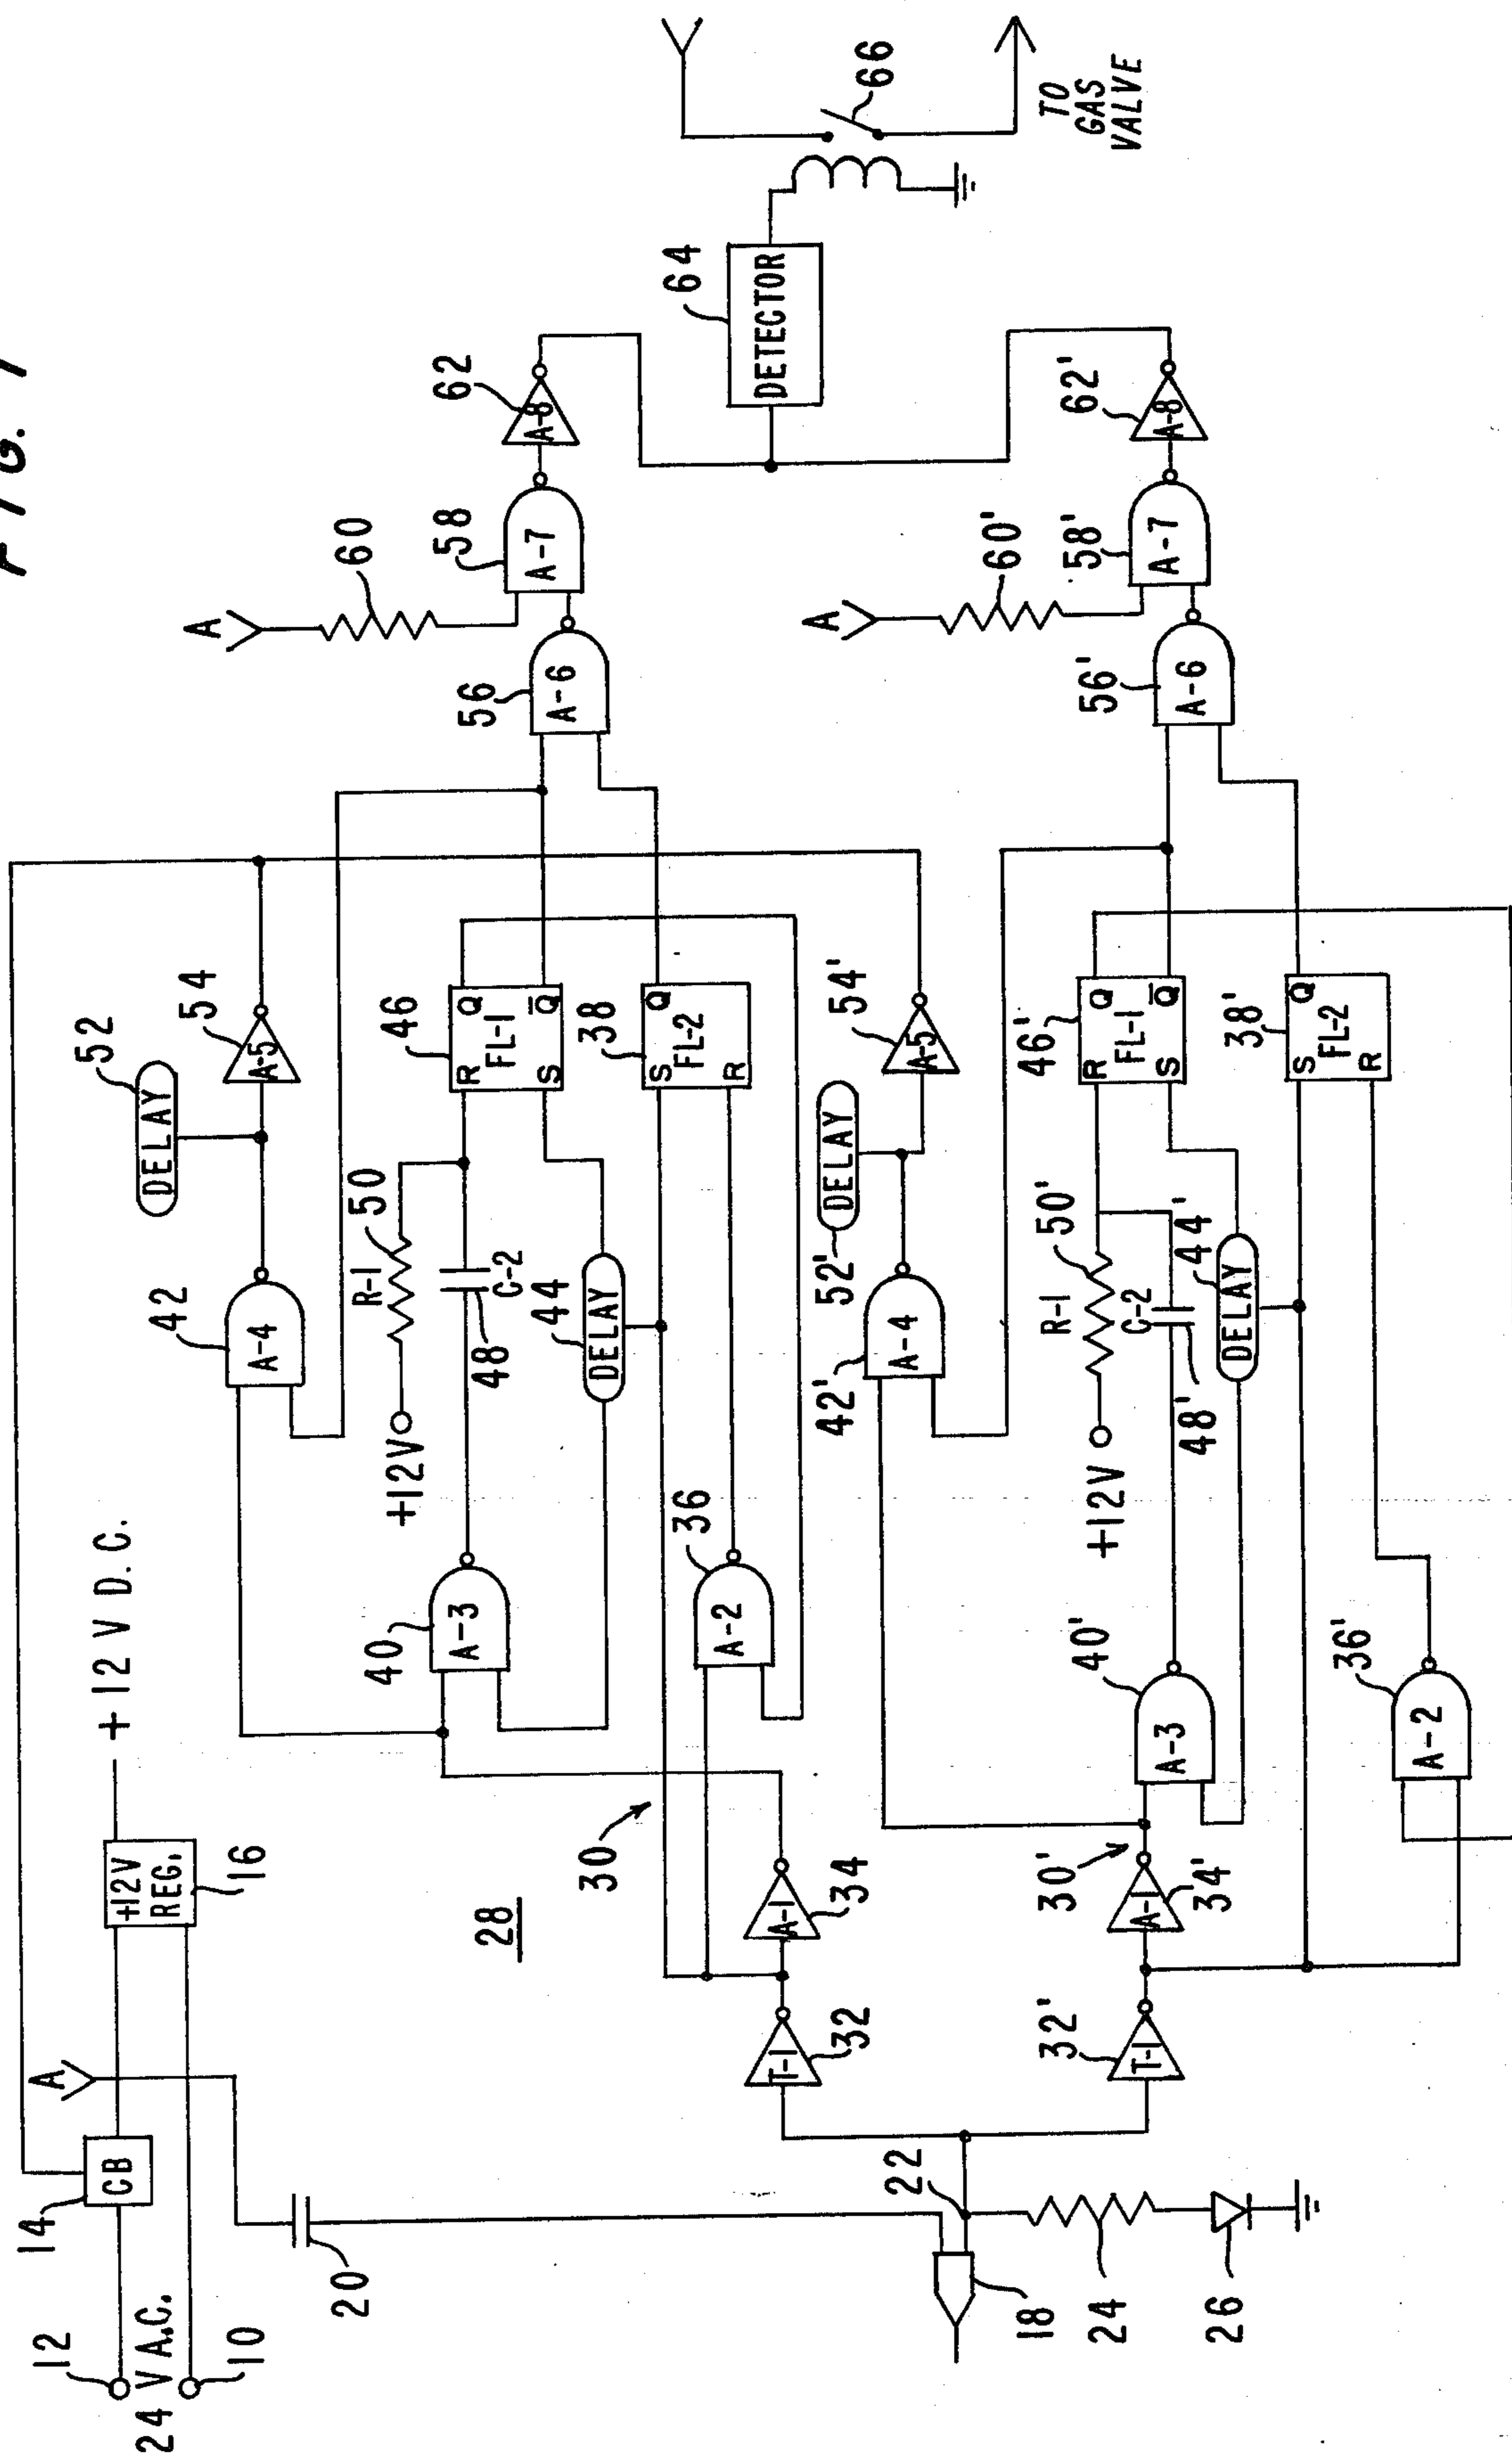 FIG. 1
12
24 V A.C.
10
14
CB
A
+12V
REG.
16
+ 12 V D.C.
20
18
22
24
26
28
30
T-1
32
A-1
34
A-2
36
A-3
40
A-4
42
DELAY
52
A-5
54
+12V
R-1
50
C-2
48
DELAY
44
R
Q
FL-1
S
Q̅
46
S
Q
FL-2
R
38
A-6
56
A
60
A-7
58
A-8
62
DETECTOR
64
66
TO
GAS
VALVE
30'
T-1
32'
A-1
34'
A-2
36'
A-3
40'
A-4
42'
DELAY
52'
A-5
54'
+12V
R-1
50'
C-2
48'
DELAY
44'
R
Q
FL-1
S
Q̅
46'
S
Q
FL-2
R
38'
A-6
56'
A
60'
A-7
58'
A-8
62'